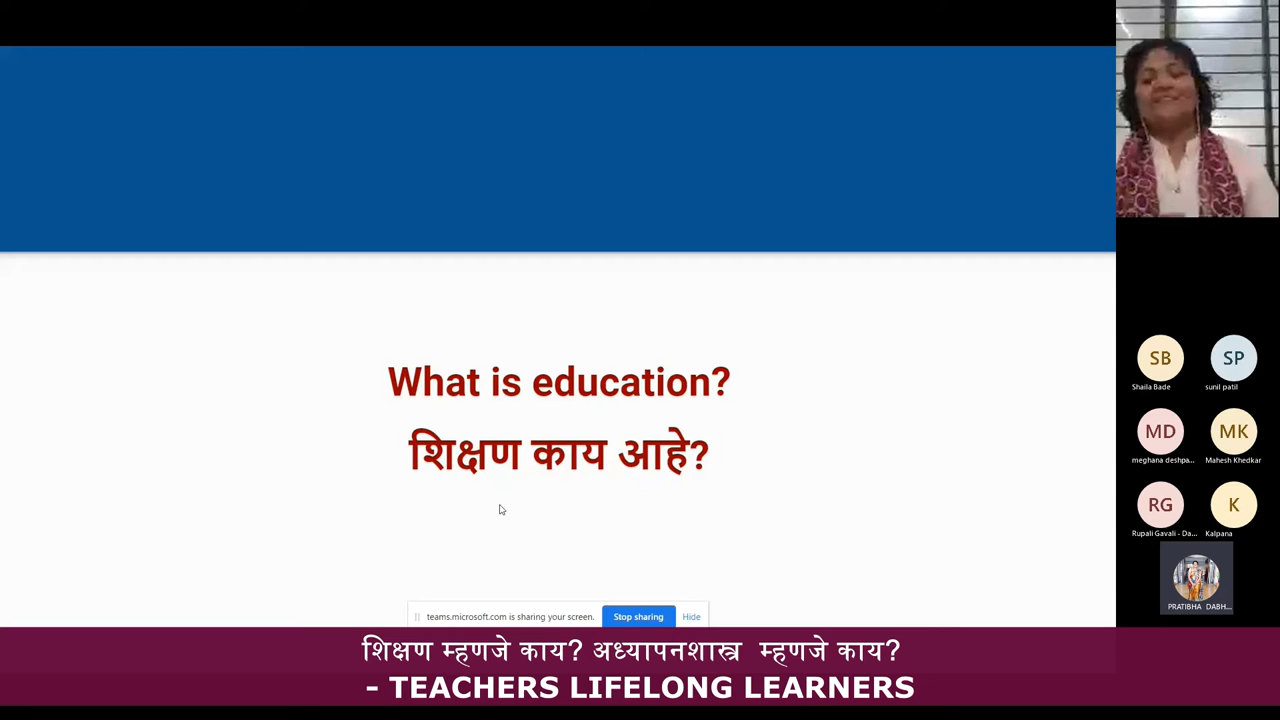 What is education?
शिक्षण काय आहे?
SB
SP
Shaila Bade
sunil patil
MD
MK
meghana deshpa...
Mahesh Khedkar
RG
K
Rupali Gavali - Da...
Kalpana
PRATIBHA DABH...
teams.microsoft.com is sharing your screen.
Stop sharing
Hide
शिक्षण म्हणजे काय? अध्यापनशास्त्र म्हणजे काय?
- TEACHERS LIFELONG LEARNERS